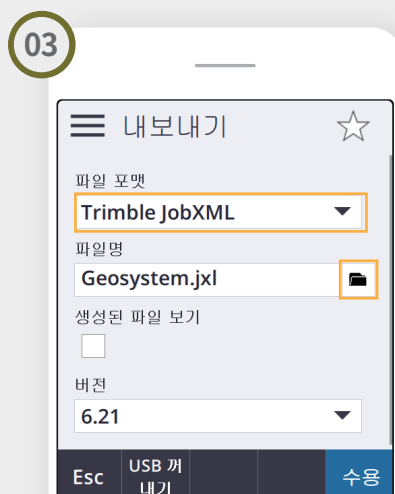 03
내보내기
파일 포맷
Trimble JobXML
파일명
Geosystem.jxl
생성된 파일 보기
버전
6.21
Esc
USB 꺼
내기
수용